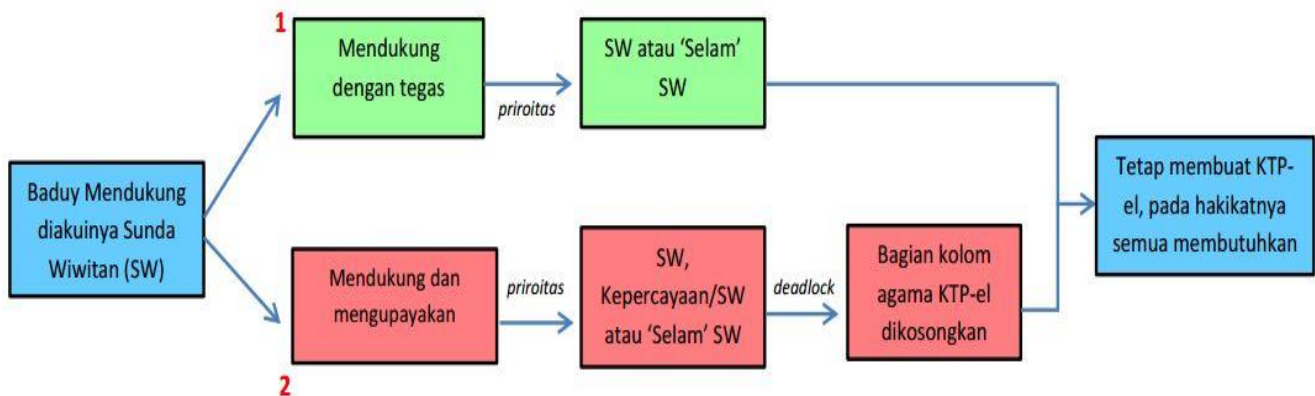 1
Mendukung
dengan tegas
priroitas
SW atau ‘Selam’
SW
Baduy Mendukung
diakuinya Sunda
Wiwitan (SW)
2
Mendukung dan
mengupayakan
priroitas
SW,
Kepercayaan/SW
atau ‘Selam’ SW
deadlock
Bagian kolom
agama KTP-el
dikosongkan
Tetap membuat KTP-
el, pada hakikatnya
semua membutuhkan